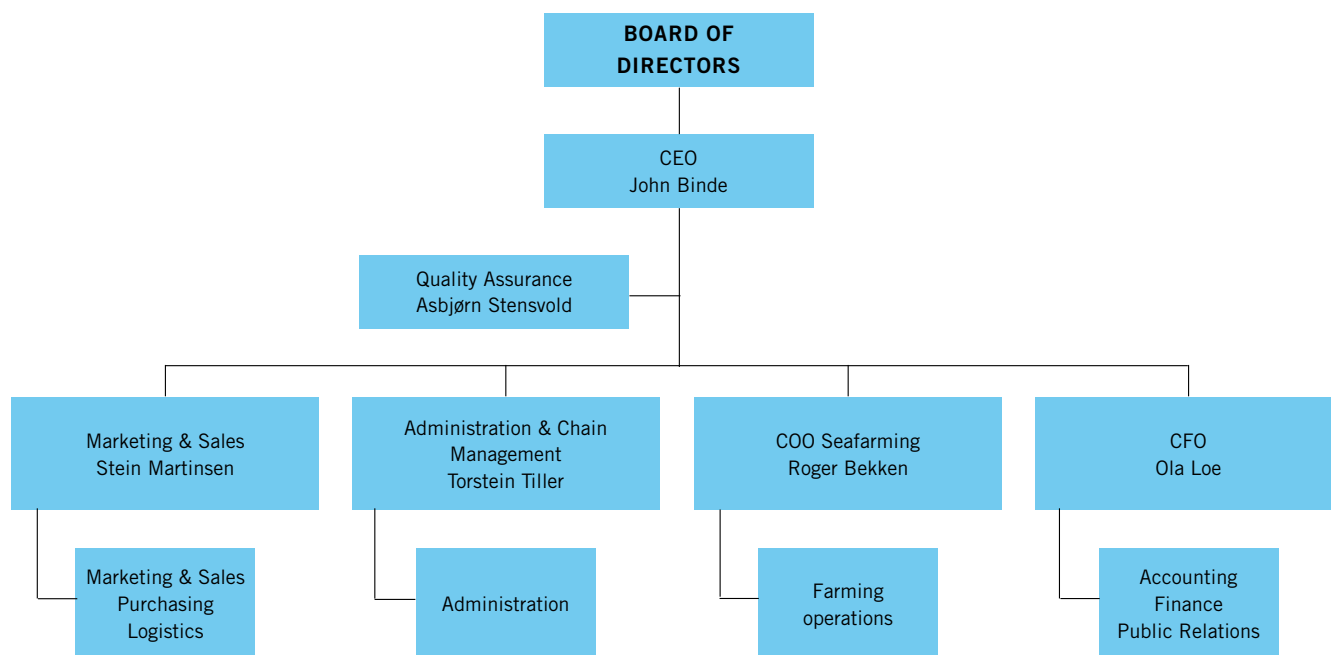 BOARD OF
DIRECTORS
CEO
John Binde
Quality Assurance
Asbjørn Stensvold
Marketing & Sales
Stein Martinsen
Administration & Chain
Management
Torstein Tiller
COO Seafarming
Roger Bekken
CFO
Ola Loe
Marketing & Sales
Purchasing
Logistics
Administration
Farming
operations
Accounting
Finance
Public Relations